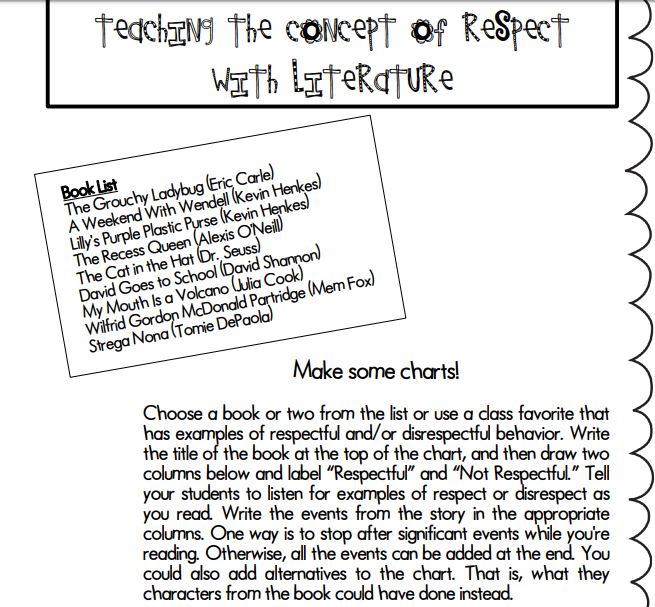 Teaching the Concept of Respect
With Literature
Book List
The Grouchy Ladybug (Eric Carle)
A Weekend With Wendell (Kevin Henkes)
Lilly's Purple Plastic Purse (Kevin Henkes)
The Recess Queen (Alexis O'Neill)
The Cat in the Hat (Dr. Seuss)
David Goes to School (David Shannon)
My Mouth Is a Volcano (Julia Cook)
Wilfrid Gordon McDonald Partridge (Mem Fox)
Strega Nona (Tomie DePaola)
Make some charts!
Choose a book or two from the list or use a class favorite that
has examples of respectful and/or disrespectful behavior. Write
the title of the book at the top of the chart, and then draw two
columns below and label “Respectful” and “Not Respectful.” Tell
your students to listen for examples of respect or disrespect as
you read. Write the events from the story in the appropriate
columns. One way is to stop after significant events while you're
reading. Otherwise, all the events can be added at the end. You
could also add alternatives to the chart. That is, what they
characters from the book could have done instead.